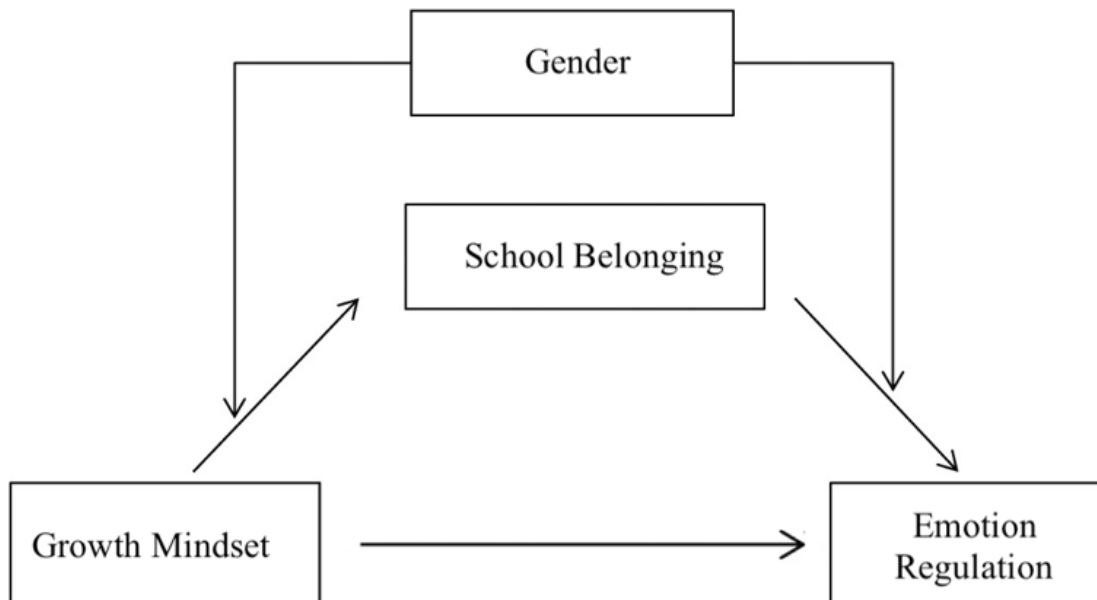 Gender
School Belonging
Growth Mindset
Emotion
Regulation